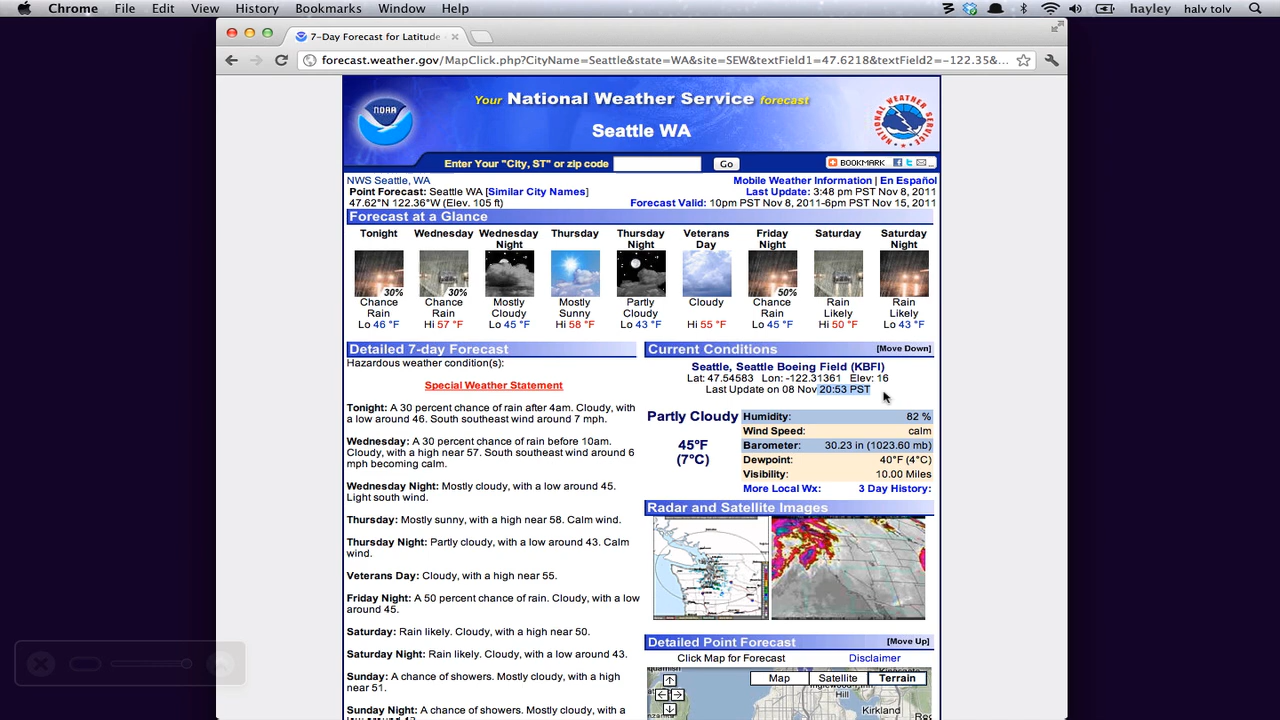 Chrome File Edit View History Bookmarks Window Help hayley halv tolv
7-Day Forecast for Latitude
forecast.weather.gov/MapClick.php?CityName=Seattle&state=WA&site=SEW&textField1=47.6218&textField2=-122.35&...
Your National Weather Service forecast
NOAA
NATIONAL WEATHER SERVICE
Seattle WA
Enter Your "City, ST" or zip code Go BOOKMARK
NWS Seattle, WA
Mobile Weather Information | En Español
Point Forecast: Seattle WA [Similar City Names]
Last Update: 3:48 pm PST Nov 8, 2011
47.62°N 122.36°W (Elev. 105 ft)
Forecast Valid: 10pm PST Nov 8, 2011-6pm PST Nov 15, 2011
Forecast at a Glance
Tonight
30%
Chance
Rain
Lo 46 °F
Wednesday
30%
Chance
Rain
Hi 57 °F
Wednesday
Night
Mostly
Cloudy
Lo 45 °F
Thursday
Mostly
Sunny
Hi 58 °F
Thursday
Night
Partly
Cloudy
Lo 43 °F
Veterans
Day
Cloudy
Hi 55 °F
Friday
Night
50%
Chance
Rain
Lo 45 °F
Saturday
Rain
Likely
Hi 50 °F
Saturday
Night
Rain
Likely
Lo 43 °F
Detailed 7-day Forecast
Hazardous weather condition(s):
Special Weather Statement
Tonight: A 30 percent chance of rain after 4am. Cloudy, with
a low around 46. South southeast wind around 7 mph.
Wednesday: A 30 percent chance of rain before 10am.
Cloudy, with a high near 57. South southeast wind around 6
mph becoming calm.
Wednesday Night: Mostly cloudy, with a low around 45.
Light south wind.
Thursday: Mostly sunny, with a high near 58. Calm wind.
Thursday Night: Partly cloudy, with a low around 43. Calm
wind.
Veterans Day: Cloudy, with a high near 55.
Friday Night: A 50 percent chance of rain. Cloudy, with a low
around 45.
Saturday: Rain likely. Cloudy, with a high near 50.
Saturday Night: Rain likely. Cloudy, with a low around 43.
Sunday: A chance of showers. Mostly cloudy, with a high
near 51.
Sunday Night: A chance of showers. Mostly cloudy, with a
Current Conditions [Move Down]
Seattle, Seattle Boeing Field (KBFI)
Lat: 47.54583 Lon: -122.31361 Elev: 16
Last Update on 08 Nov 20:53 PST
Partly Cloudy
45°F
(7°C)
Humidity: 82 %
Wind Speed: calm
Barometer: 30.23 in (1023.60 mb)
Dewpoint: 40°F (4°C)
Visibility: 10.00 Miles
More Local Wx: 3 Day History:
Radar and Satellite Images
Detailed Point Forecast [Move Up]
Click Map for Forecast Disclaimer
Map Satellite Terrain
Hill
Kirkland